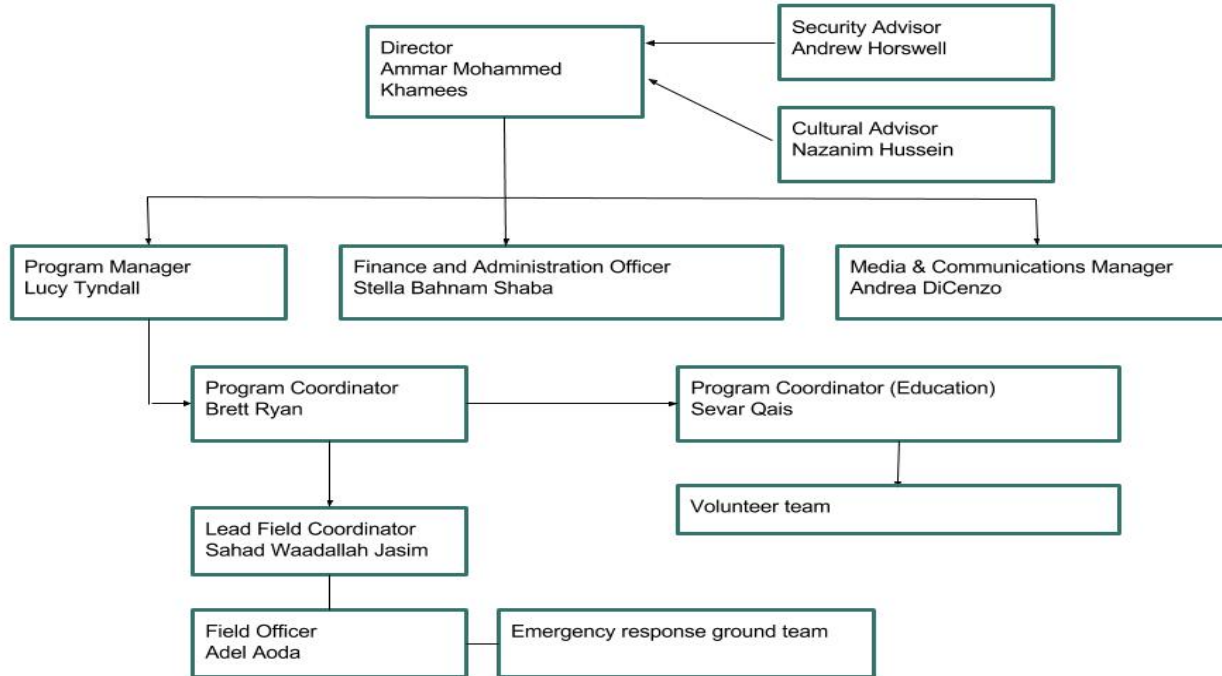 Director
Ammar Mohammed
Khamees
Security Advisor
Andrew Horswell
Cultural Advisor
Nazanim Hussein
Program Manager
Lucy Tyndall
Finance and Administration Officer
Stella Bahnam Shaba
Media & Communications Manager
Andrea DiCenzo
Program Coordinator
Brett Ryan
Program Coordinator (Education)
Sevar Qais
Volunteer team
Lead Field Coordinator
Sahad Waadallah Jasim
Field Officer
Adel Aoda
Emergency response ground team